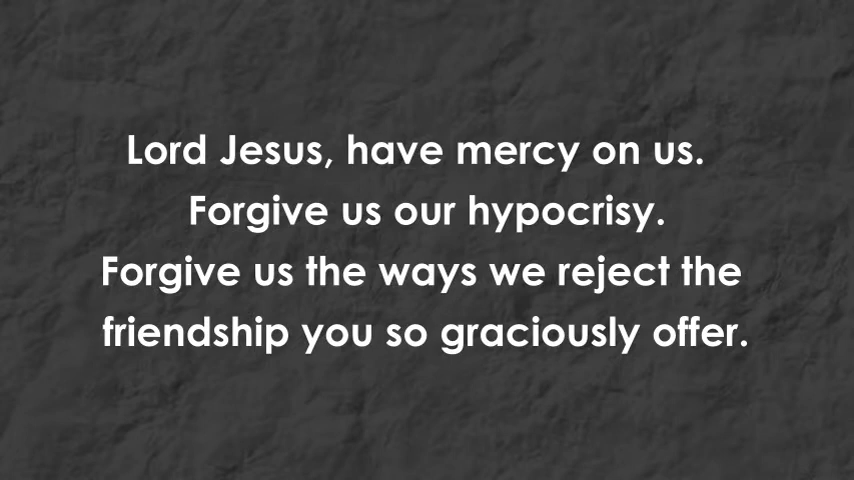 Lord Jesus, have mercy on us.
Forgive us our hypocrisy.
Forgive us the ways we reject the
friendship you so graciously offer.